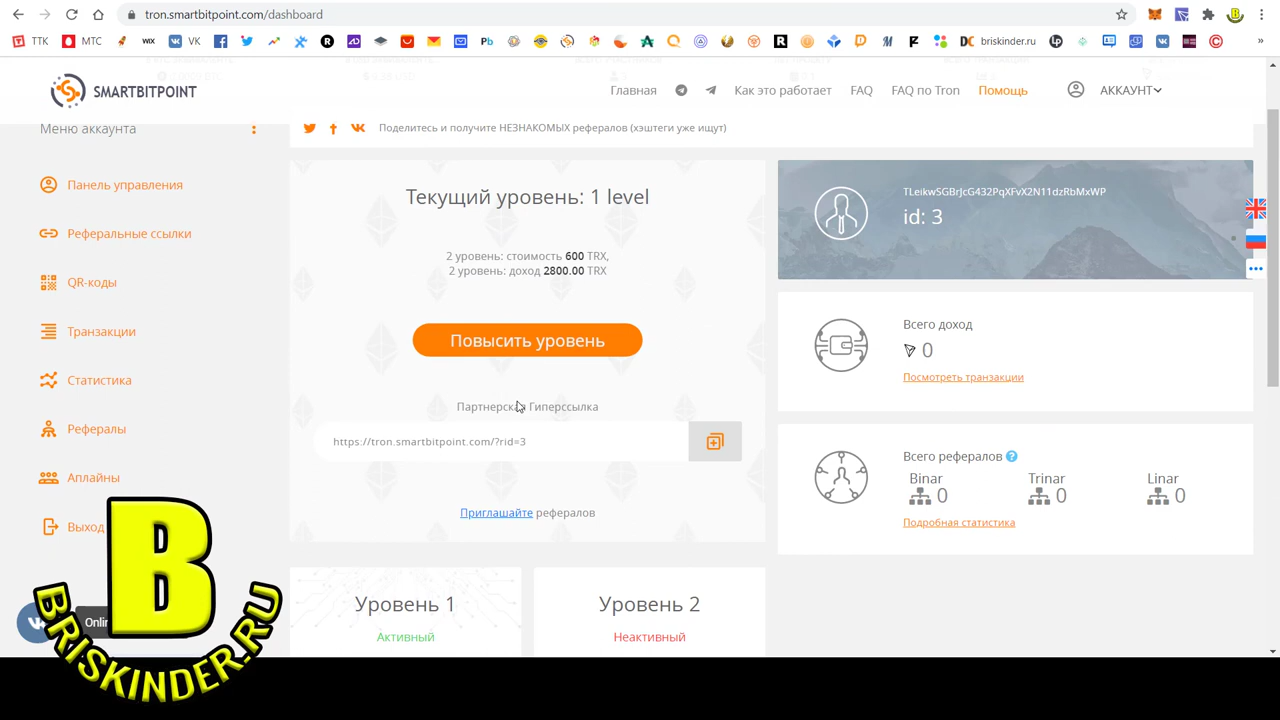 tron.smartbitpoint.com/dashboard
ТТК
МТС
WIX
VK
Pb
briskinder.ru
SMARTBITPOINT
Главная
Как это работает
FAQ
FAQ по Tron
Помощь
АККАУНТ
Меню аккаунта
Поделитесь и получите НЕЗНАКОМЫХ рефералов (хэштеги уже ищут)
Панель управления
Реферальные ссылки
QR-коды
Транзакции
Статистика
Рефералы
Аплайны
Выход
Текущий уровень: 1 level
2 уровень: стоимость 600 TRX,
2 уровень: доход 2800.00 TRX
Повысить уровень
Партнерская Гиперссылка
https://tron.smartbitpoint.com/?rid=3
Приглашайте рефералов
TLeikwSGBrJcG432PqXFvX2N11dzRbMxWP
id: 3
Всего доход
0
Посмотреть транзакции
Всего рефералов
Binar Trinar Linar
0 0 0
Подробная статистика
Уровень 1
Активный
Уровень 2
Неактивный
B
BRISKINDER.RU